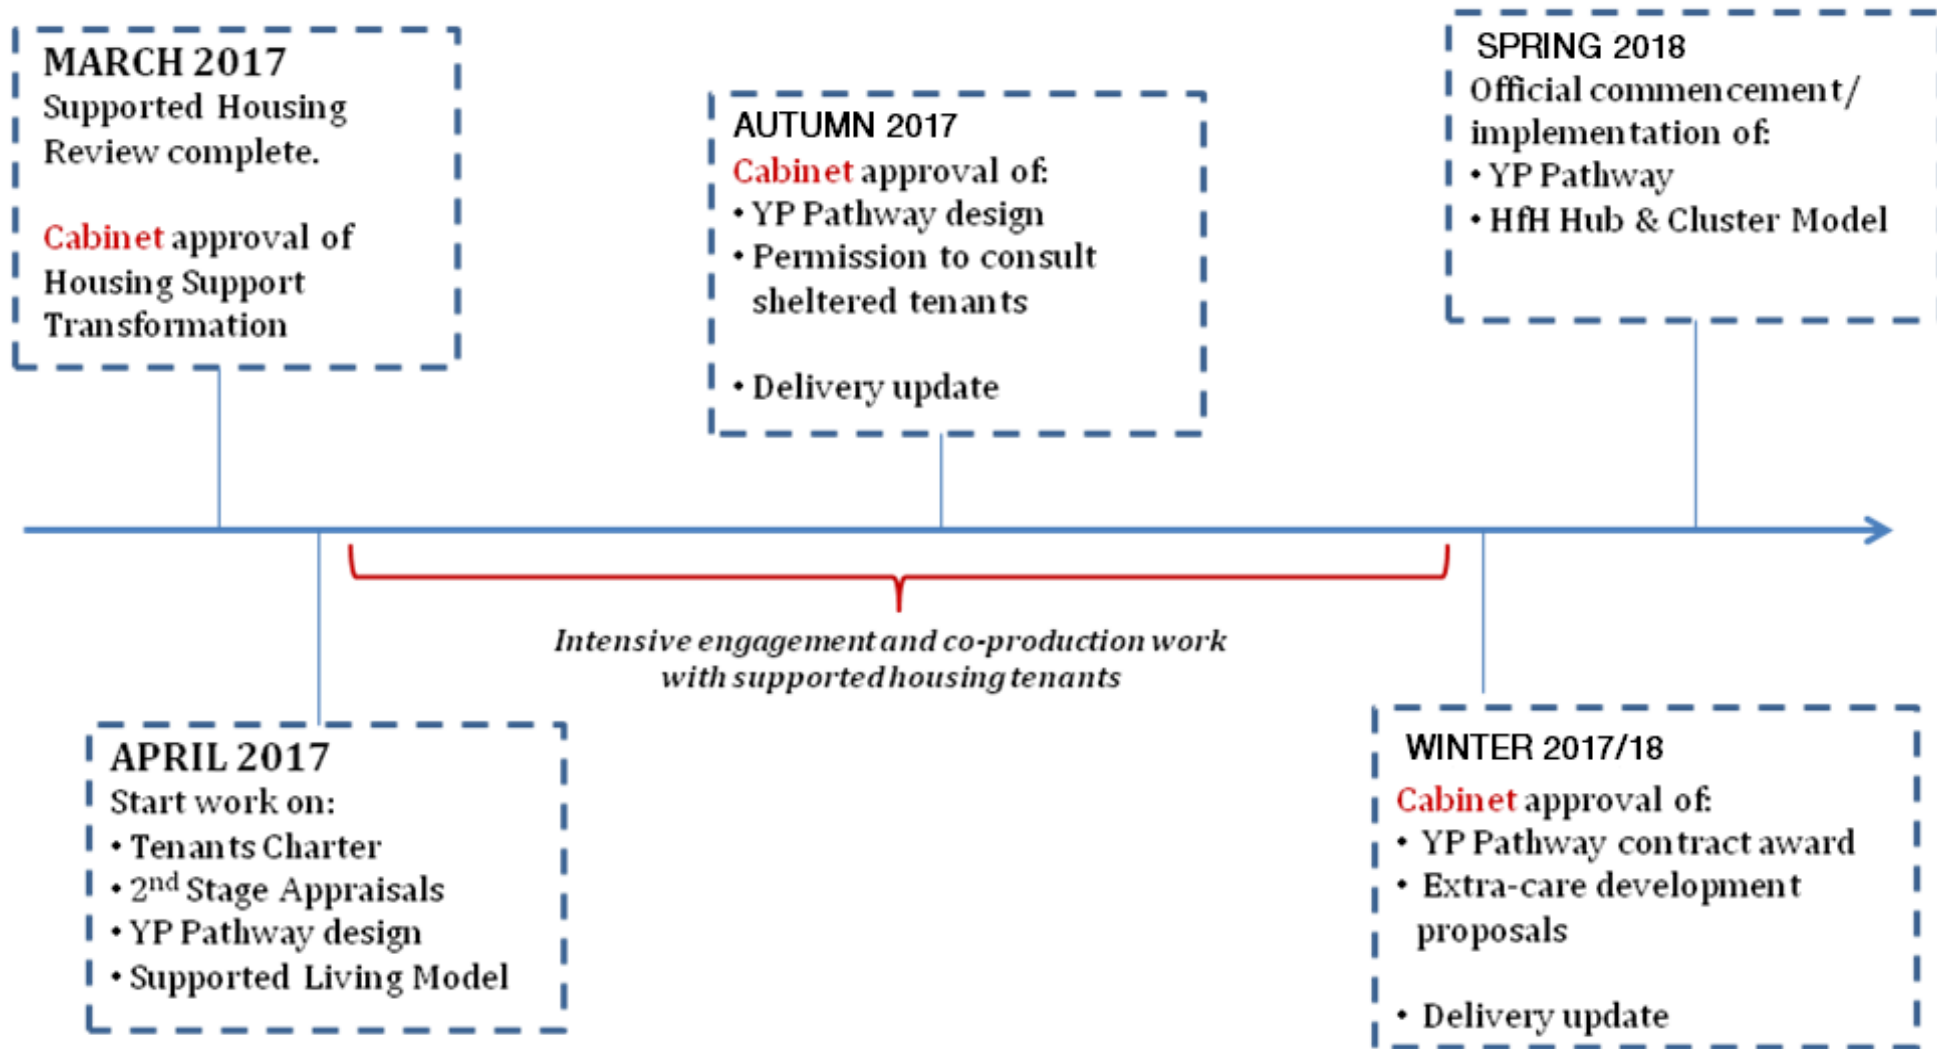 MARCH 2017
Supported Housing
Review complete.
Cabinet approval of
Housing Support
Transformation
AUTUMN 2017
Cabinet approval of:
• YP Pathway design
• Permission to consult
sheltered tenants
• Delivery update
SPRING 2018
Official commencement/
implementation of:
• YP Pathway
• HfH Hub & Cluster Model
Intensive engagement and co-production work
with supported housing tenants
APRIL 2017
Start work on:
• Tenants Charter
• 2nd Stage Appraisals
• YP Pathway design
• Supported Living Model
WINTER 2017/18
Cabinet approval of:
• YP Pathway contract award
• Extra-care development
proposals
• Delivery update